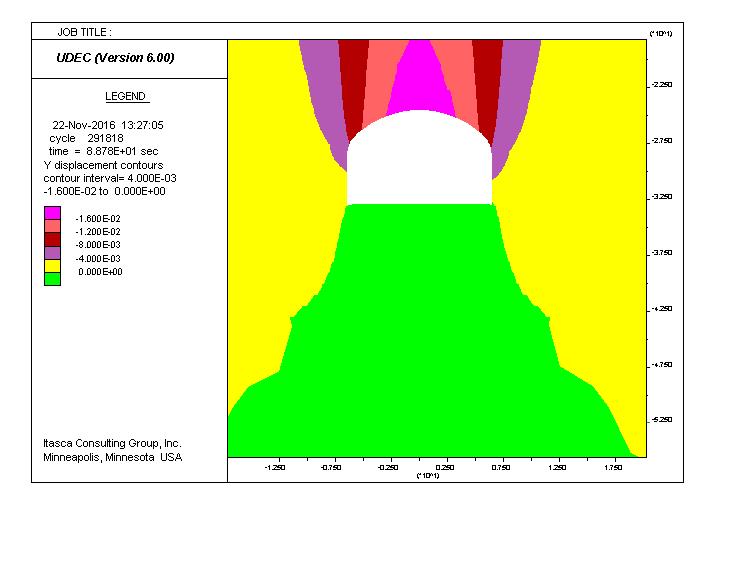 JOB TITLE :
UDEC (Version 6.00)
LEGEND
22-Nov-2016 13:27:05
cycle 291818
time = 8.878E+01 sec
Y displacement contours
contour interval= 4.000E-03
-1.600E-02 to 0.000E+00
-1.600E-02
-1.200E-02
-8.000E-03
-4.000E-03
0.000E+00
Itasca Consulting Group, Inc.
Minneapolis, Minnesota USA
(*10^1)
-2.250
-2.750
-3.250
-3.750
-4.250
-4.750
-5.250
-1.250
-0.750
-0.250
0.250
0.750
1.250
1.750
(*10^1)